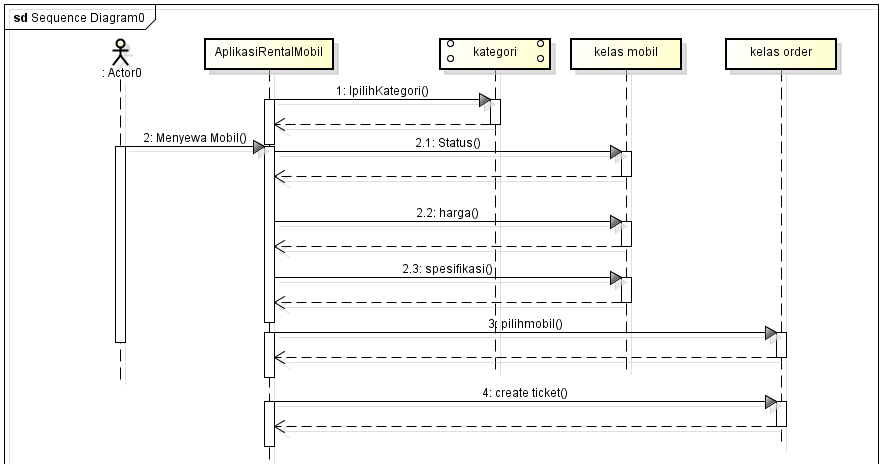 sd Sequence Diagram0
: Actor0
AplikasiRentalMobil
kategori
kelas mobil
kelas order
1: IpilihKategori()
2: Menyewa Mobil()
2.1: Status()
2.2: harga()
2.3: spesifikasi()
3: pilihmobil()
4: create ticket()